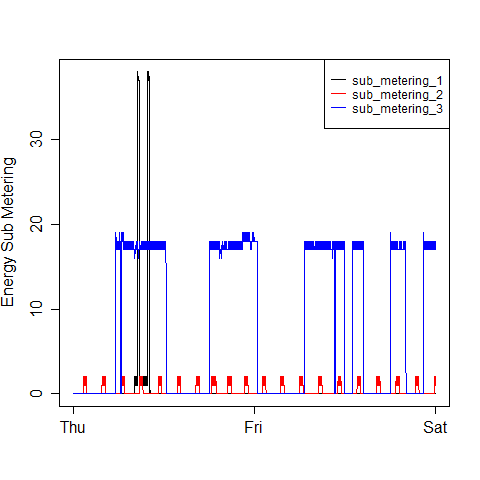 sub_metering_1
sub_metering_2
sub_metering_3
Energy Sub Metering
30
20
10
0
Thu Fri Sat